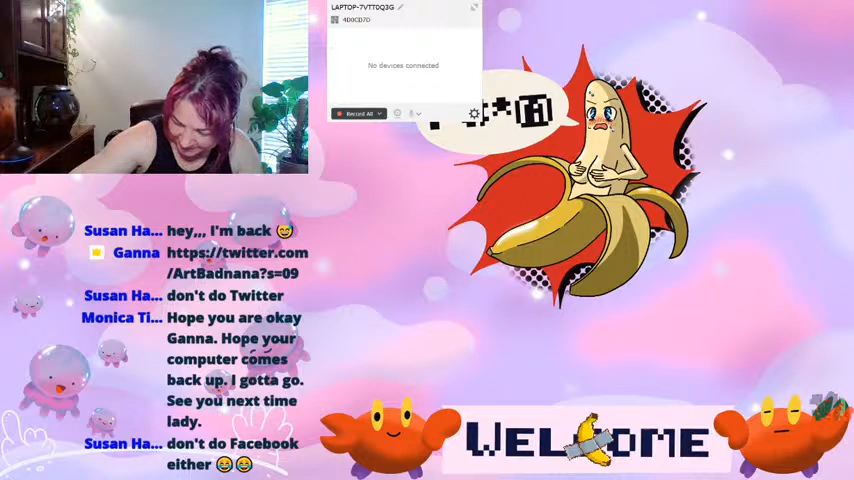 LAPTOP-7VTT0Q3G
4D0CD7D
No devices connected
Record All
Susan Ha... hey,,, I'm back 😅
Ganna https://twitter.com
/ArtBadnana?s=09
Susan Ha... don't do Twitter
Monica Ti... Hope you are okay
Ganna. Hope your
computer comes
back up. I gotta go.
See you next time
lady.
Susan Ha... don't do Facebook
either 😂😂
WELCOME